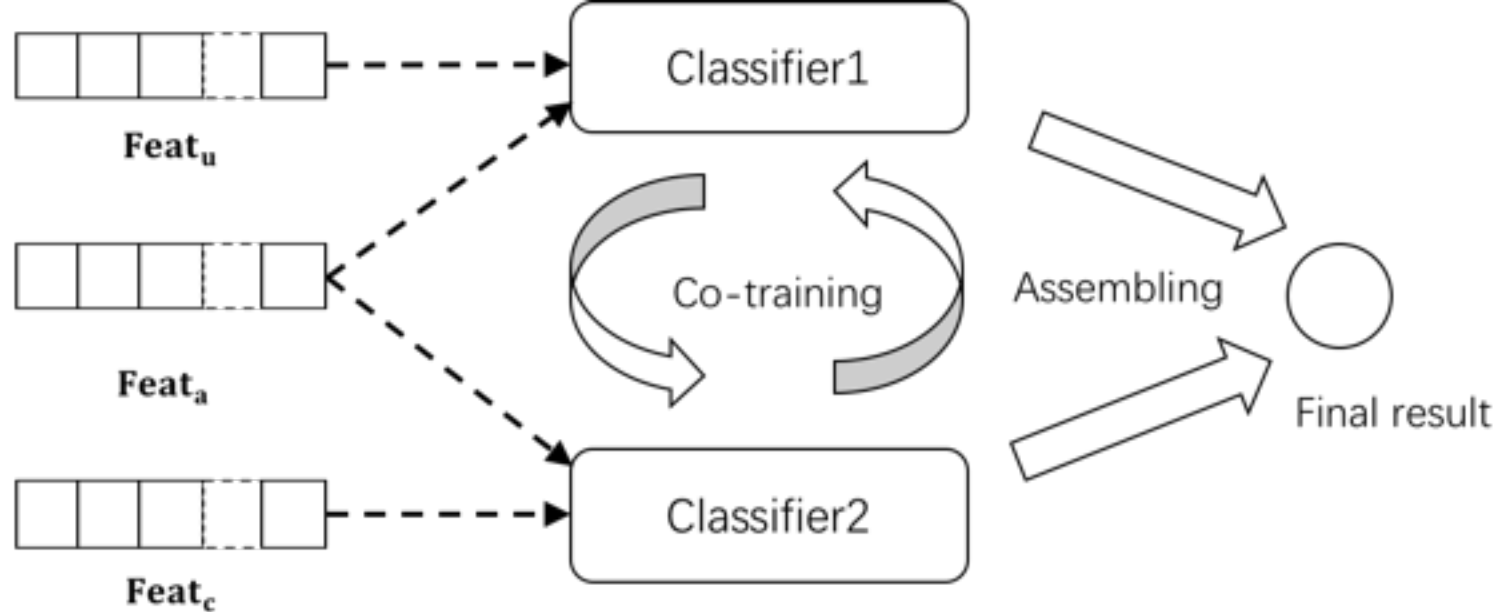 Classifier1
Feat_u
Feat_a
Co-training
Assembling
Final result
Classifier2
Feat_c